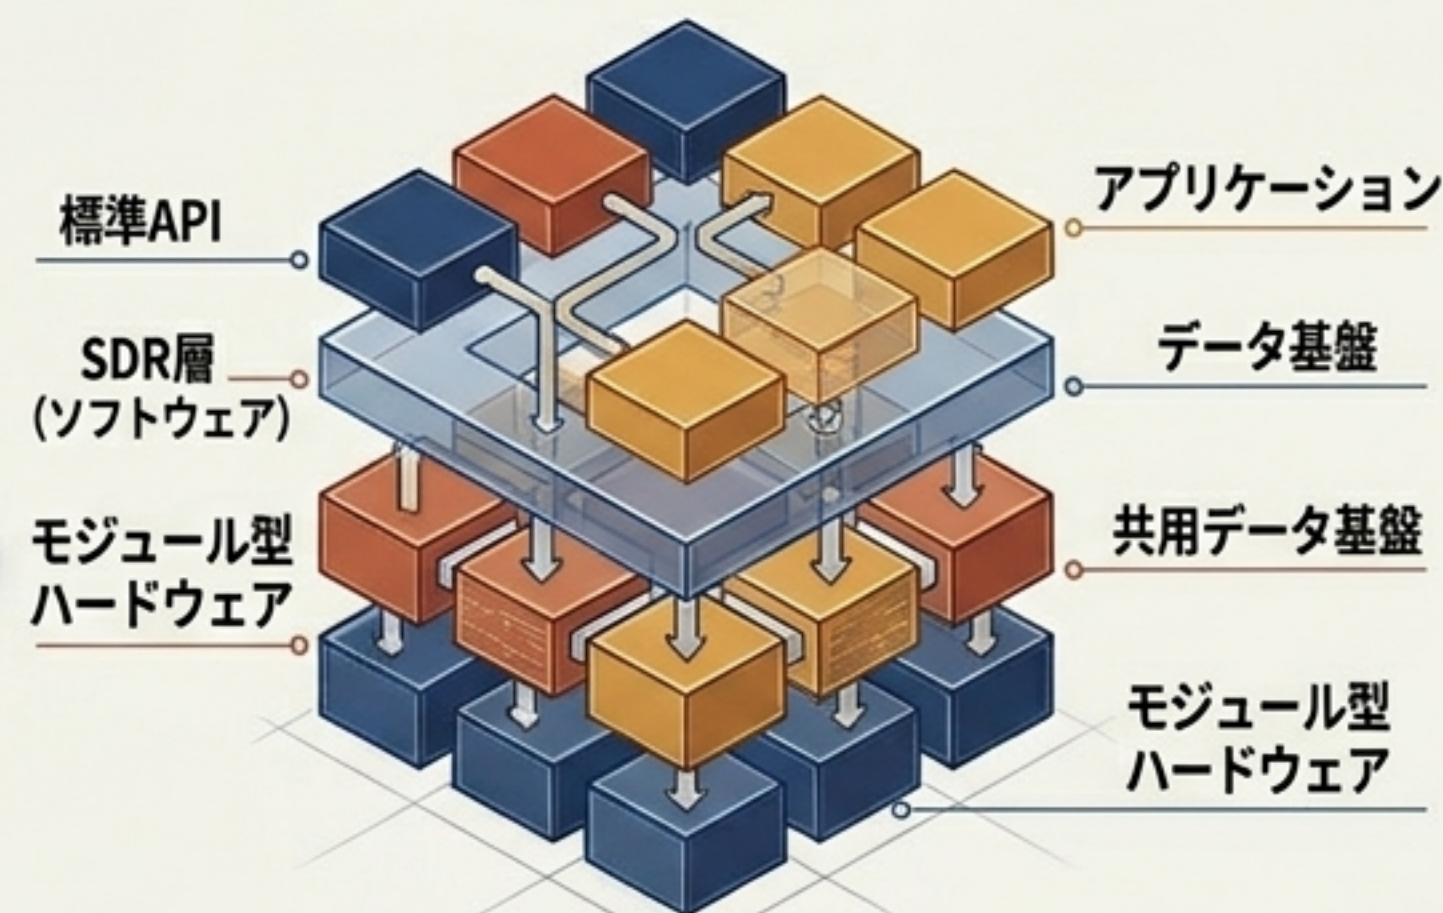 標準API
SDR層
(ソフトウェア)
モジュール型
ハードウェア
アプリケーション
データ基盤
共用データ基盤
モジュール型
ハードウェア